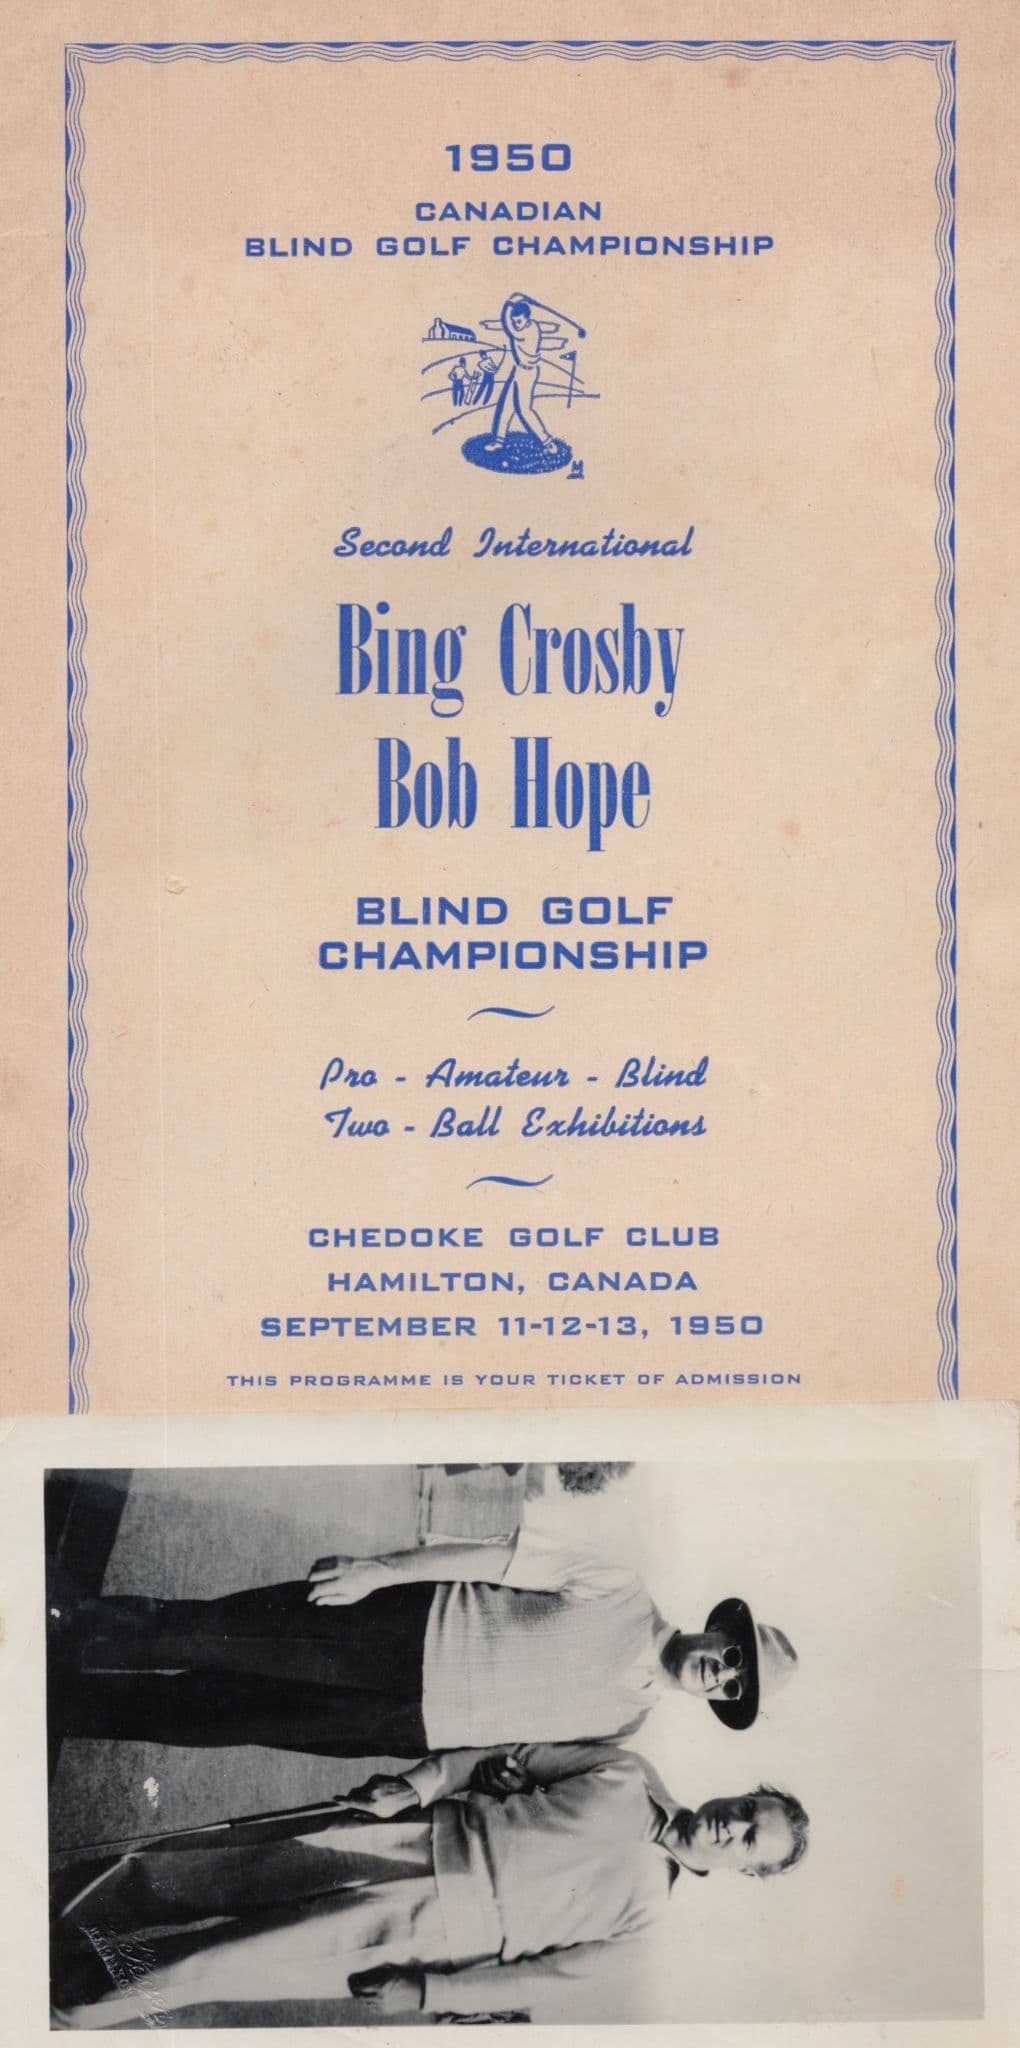 1950
CANADIAN
BLIND GOLF CHAMPIONSHIP
Second International
Bing Crosby
Bob Hope
BLIND GOLF
CHAMPIONSHIP
Pro - Amateur - Blind
Two - Ball Exhibitions
CHEDOKE GOLF CLUB
HAMILTON, CANADA
SEPTEMBER 11-12-13, 1950
THIS PROGRAMME IS YOUR TICKET OF ADMISSION